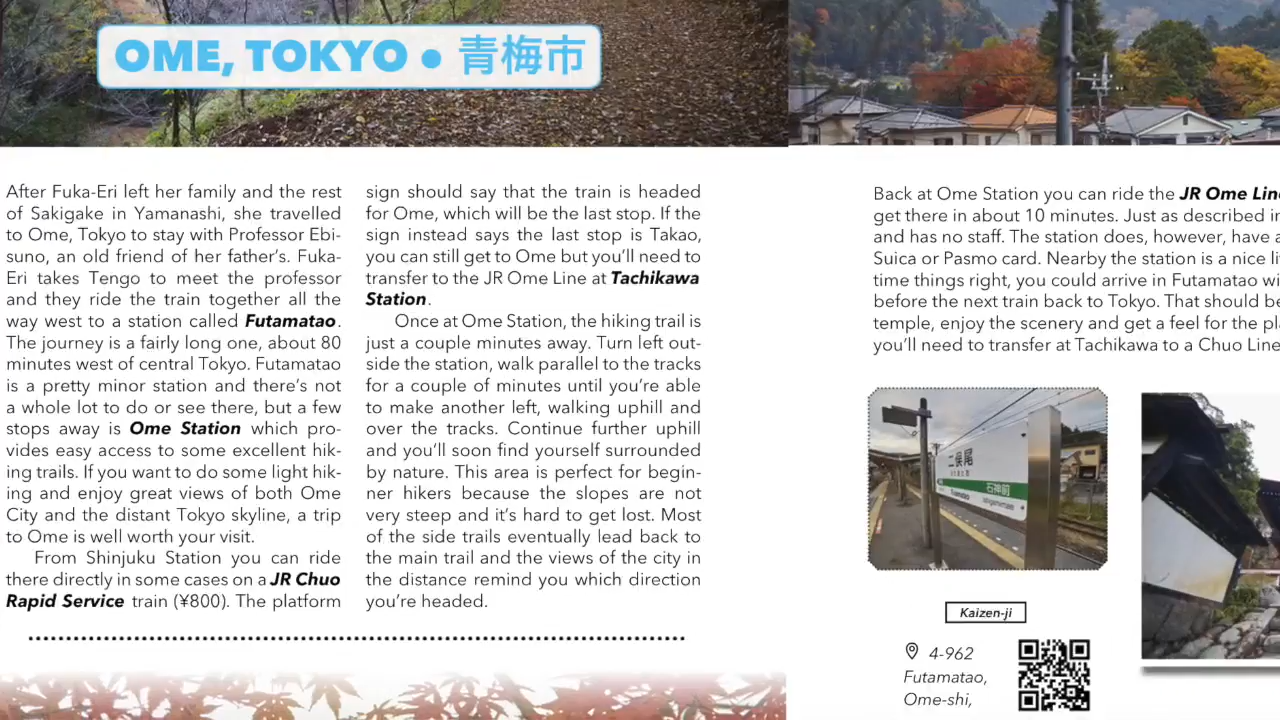 OME, TOKYO ● 青梅市
After Fuka-Eri left her family and the rest
of Sakigake in Yamanashi, she travelled
to Ome, Tokyo to stay with Professor Ebi-
suno, an old friend of her father's. Fuka-
Eri takes Tengo to meet the professor
and they ride the train together all the
way west to a station called Futamatao.
The journey is a fairly long one, about 80
minutes west of central Tokyo. Futamatao
is a pretty minor station and there's not
a whole lot to do or see there, but a few
stops away is Ome Station which pro-
vides easy access to some excellent hik-
ing trails. If you want to do some light hik-
ing and enjoy great views of both Ome
City and the distant Tokyo skyline, a trip
to Ome is well worth your visit.
From Shinjuku Station you can ride
there directly in some cases on a JR Chuo
Rapid Service train (¥800). The platform
sign should say that the train is headed
for Ome, which will be the last stop. If the
sign instead says the last stop is Takao,
you can still get to Ome but you'll need to
transfer to the JR Ome Line at Tachikawa
Station.
Once at Ome Station, the hiking trail is
just a couple minutes away. Turn left out-
side the station, walk parallel to the tracks
for a couple of minutes until you're able
to make another left, walking uphill and
over the tracks. Continue further uphill
and you'll soon find yourself surrounded
by nature. This area is perfect for begin-
ner hikers because the slopes are not
very steep and it's hard to get lost. Most
of the side trails eventually lead back to
the main trail and the views of the city in
the distance remind you which direction
you're headed.
Back at Ome Station you can ride the JR Ome Line
get there in about 10 minutes. Just as described in
and has no staff. The station does, however, have a
Suica or Pasmo card. Nearby the station is a nice li
time things right, you could arrive in Futamatao wi
before the next train back to Tokyo. That should be
temple, enjoy the scenery and get a feel for the pla
you'll need to transfer at Tachikawa to a Chuo Line
二俣尾
Futamatao
石神前
Kaizen-ji
4-962
Futamatao,
Ome-shi,